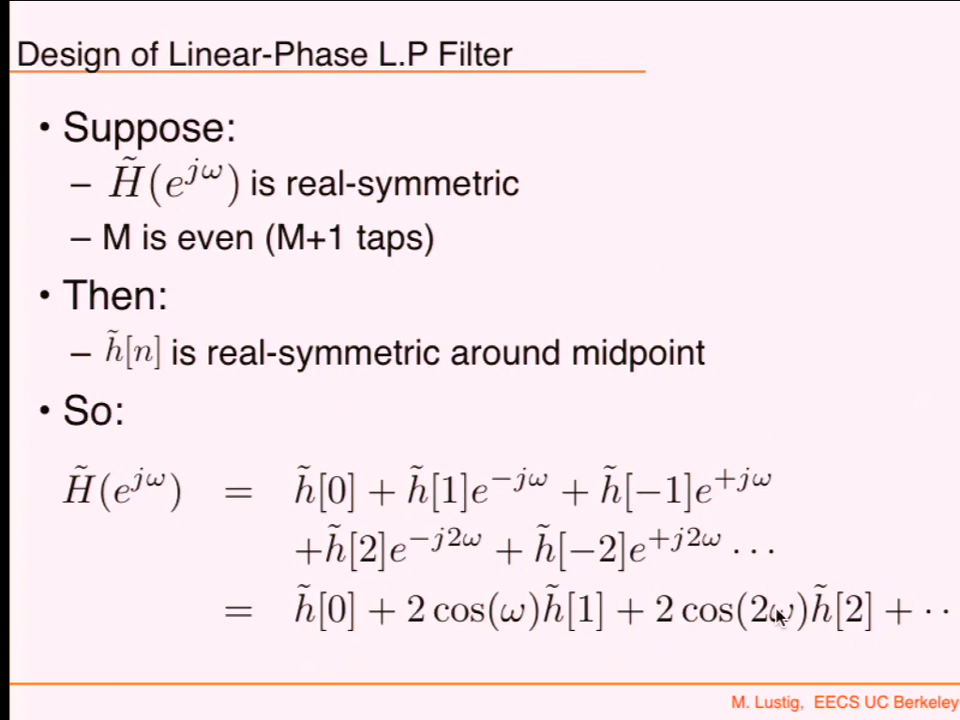 Design of Linear-Phase L.P Filter
• Suppose:
– H̃(e^{jω}) is real-symmetric
– M is even (M+1 taps)
• Then:
– h̃[n] is real-symmetric around midpoint
• So:
H̃(e^{jω}) = h̃[0] + h̃[1]e^{−jω} + h̃[−1]e^{+jω}
+h̃[2]e^{−j2ω} + h̃[−2]e^{+j2ω} ···
= h̃[0] + 2 cos(ω)h̃[1] + 2 cos(2ω)h̃[2] + ··
M. Lustig, EECS UC Berkeley